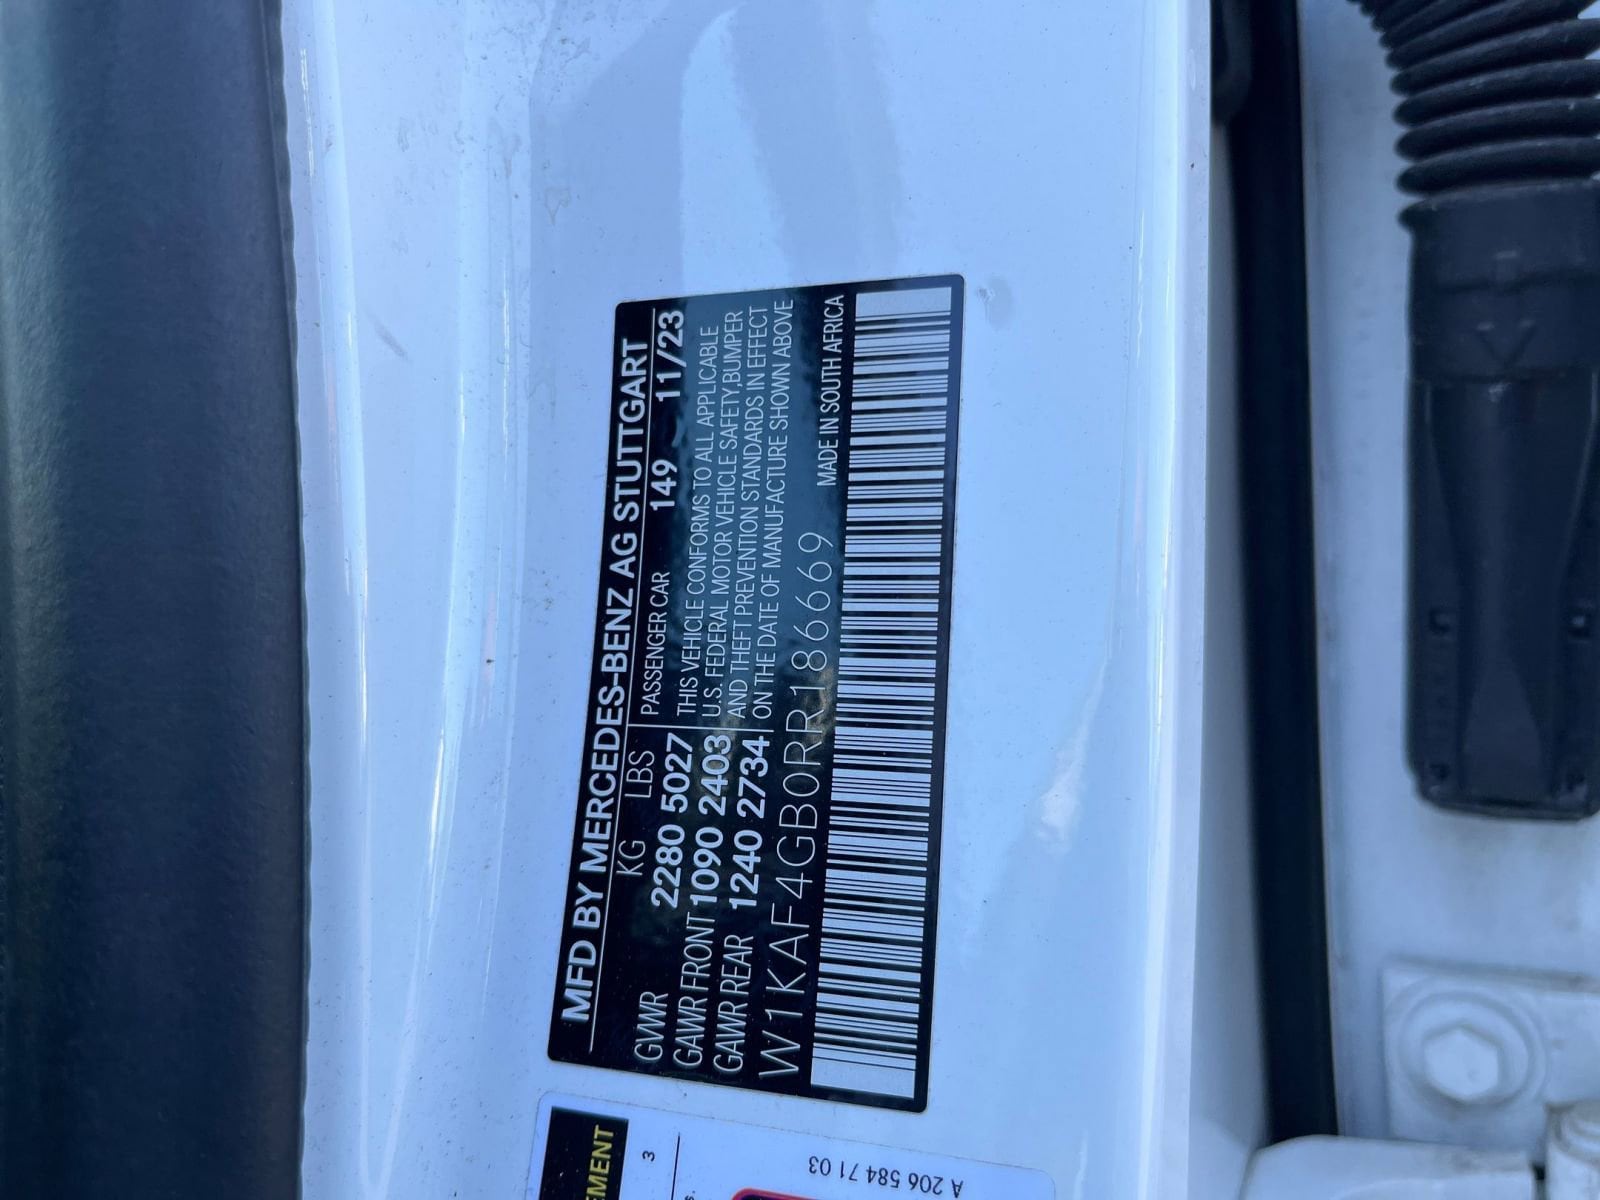 MFD BY MERCEDES-BENZ AG STUTTGART
KG LBS PASSENGER CAR 149 11/23
GVWR 2280 5027
GAWR FRONT 1090 2403
GAWR REAR 1240 2734
THIS VEHICLE CONFORMS TO ALL APPLICABLE
U.S. FEDERAL MOTOR VEHICLE SAFETY,BUMPER
AND THEFT PREVENTION STANDARDS IN EFFECT
ON THE DATE OF MANUFACTURE SHOWN ABOVE
W1KAF4GB0RR186669
MADE IN SOUTH AFRICA
3
A 206 584 71 03